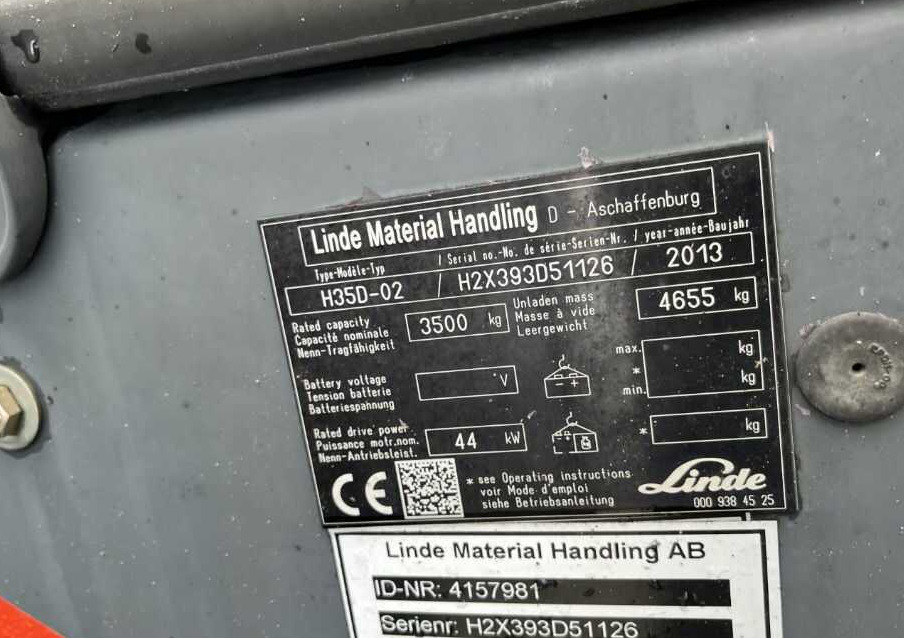 Linde Material Handling D - Aschaffenburg
Type-Modèle-Typ / Serial no.-No. de série-Serien-Nr. / year-année-Baujahr
H35D-02 / H2X393D51126 / 2013
Rated capacity
Capacité nominale
Nenn-Tragfähigkeit
3500 kg
Unladen mass
Masse à vide
Leergewicht
4655 kg
Battery voltage
Tension batterie
Batteriespannung
V
max. kg
*
min. kg
Rated drive power
Puissance motr.nom.
Nenn-Antriebsleist.
44 kW
* kg
CE
* see Operating instructions
voir Mode d'emploi
siehe Betriebsanleitung
Linde
000 938 45 25
Linde Material Handling AB
ID-NR: 4157981
Serienr: H2X393D51126